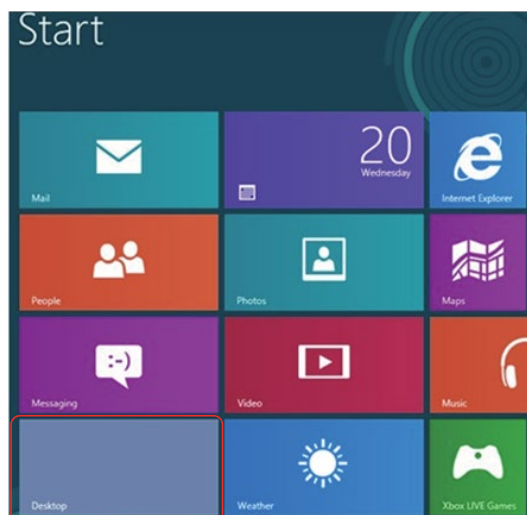 Start
20
Wednesday
Mail
Internet Explorer
People
Photos
Maps
:-)
Messaging
Video
Music
Desktop
Weather
Xbox LIVE Games